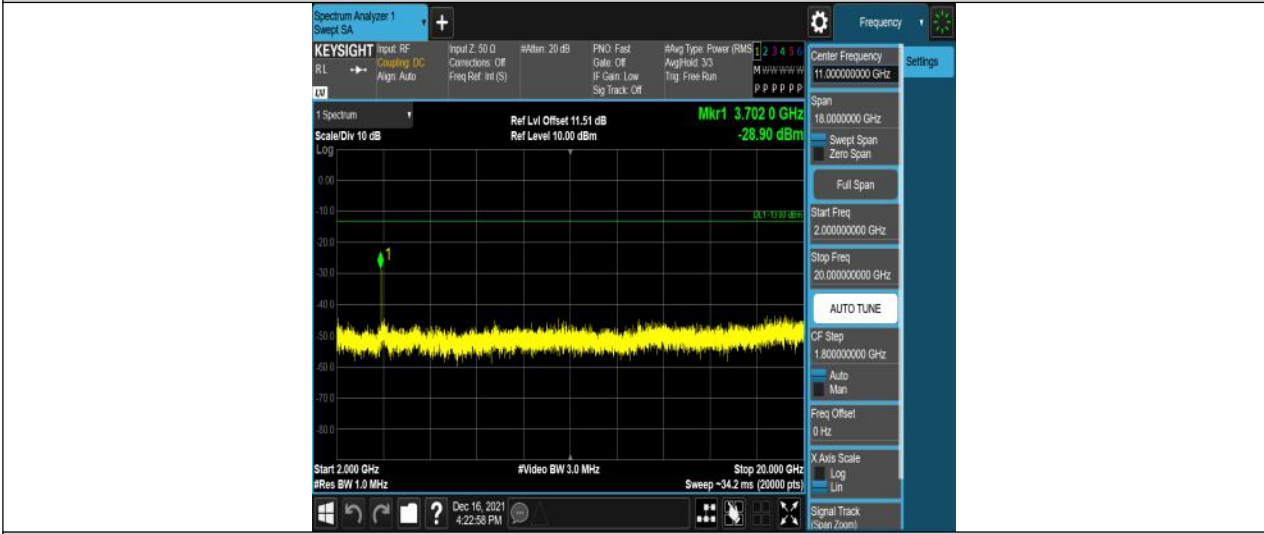 Spectrum Analyzer 1
Swept SA
+
Frequency
KEYSIGHT
Input: RF
Coupling: DC
Align: Auto
Input Z: 50 Ω
Corrections: Off
Freq Ref: Int (S)
#Atten: 20 dB
PNO: Fast
Gate: Off
IF Gain: Low
Sig Track: Off
#Avg Type: Power (RMS
Avg|Hold: 3/3
Trig: Free Run
1 2 3 4 5 6
M W W W W W
P P P P P P
RL
LV
1 Spectrum
Scale/Div 10 dB
Log
Ref Lvl Offset 11.51 dB
Ref Level 10.00 dBm
Mkr1 3.702 0 GHz
-28.90 dBm
0.00
-10.0
-20.0
-30.0
-40.0
-50.0
-60.0
-70.0
-80.0
DL1 -13.00 dBm
1
Start 2.000 GHz
#Res BW 1.0 MHz
#Video BW 3.0 MHz
Stop 20.000 GHz
Sweep ~34.2 ms (20000 pts)
Dec 16, 2021
4:22:58 PM
?
Center Frequency
11.000000000 GHz
Settings
Span
18.0000000 GHz
Swept Span
Zero Span
Full Span
Start Freq
2.000000000 GHz
Stop Freq
20.000000000 GHz
AUTO TUNE
CF Step
1.800000000 GHz
Auto
Man
Freq Offset
0 Hz
X Axis Scale
Log
Lin
Signal Track
(Span Zoom)